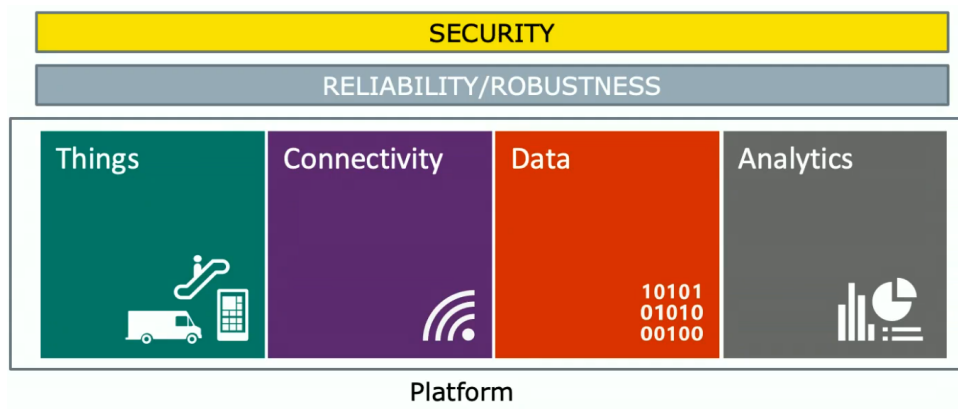 SECURITY
RELIABILITY/ROBUSTNESS
Things
Connectivity
Data
Analytics
10101
01010
00100
Platform